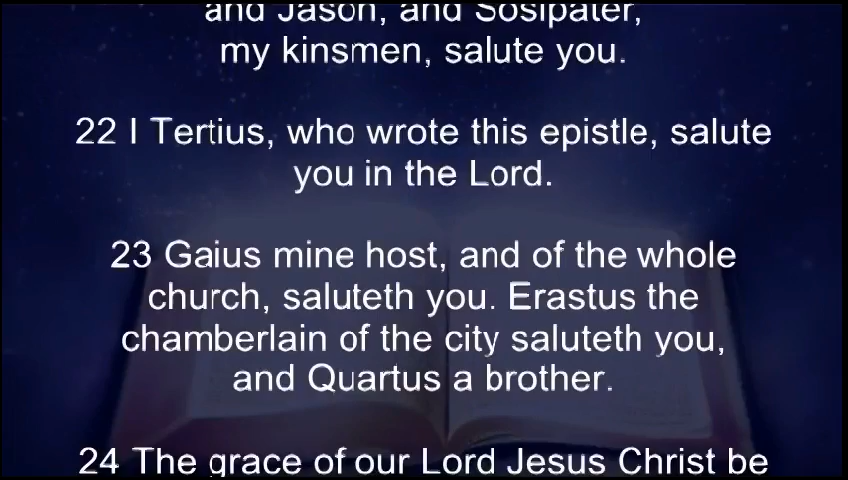 and Jason, and Sosipater,
my kinsmen, salute you.
22 I Tertius, who wrote this epistle, salute
you in the Lord.
23 Gaius mine host, and of the whole
church, saluteth you. Erastus the
chamberlain of the city saluteth you,
and Quartus a brother.
24 The grace of our Lord Jesus Christ be